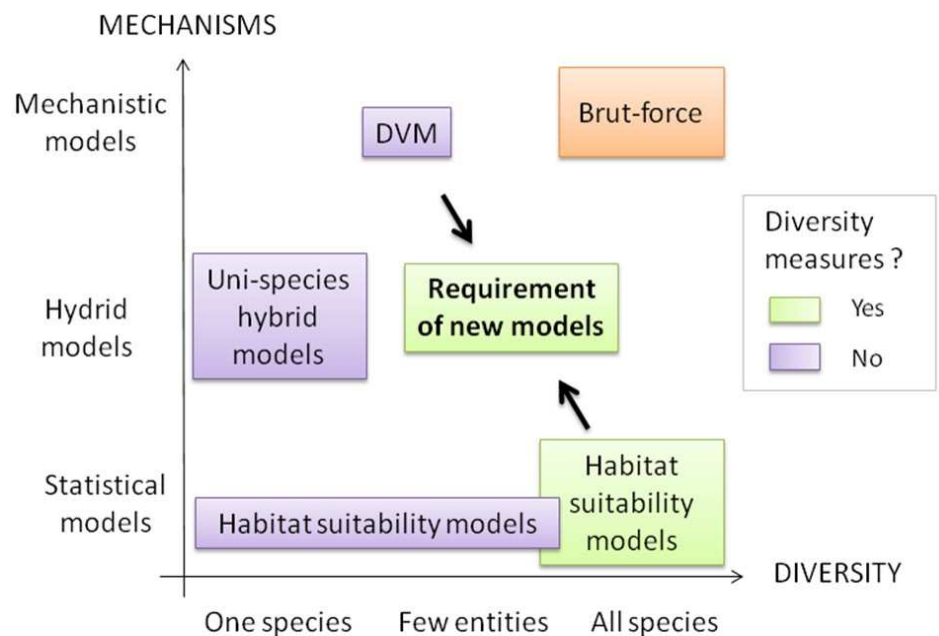 MECHANISMS
Mechanistic
models
DVM
Brut-force
Diversity
measures ?
Yes
No
Uni-species
hybrid
models
Requirement
of new models
Hydrid
models
Statistical
models
Habitat suitability models
Habitat
suitability
models
DIVERSITY
One species
Few entities
All species